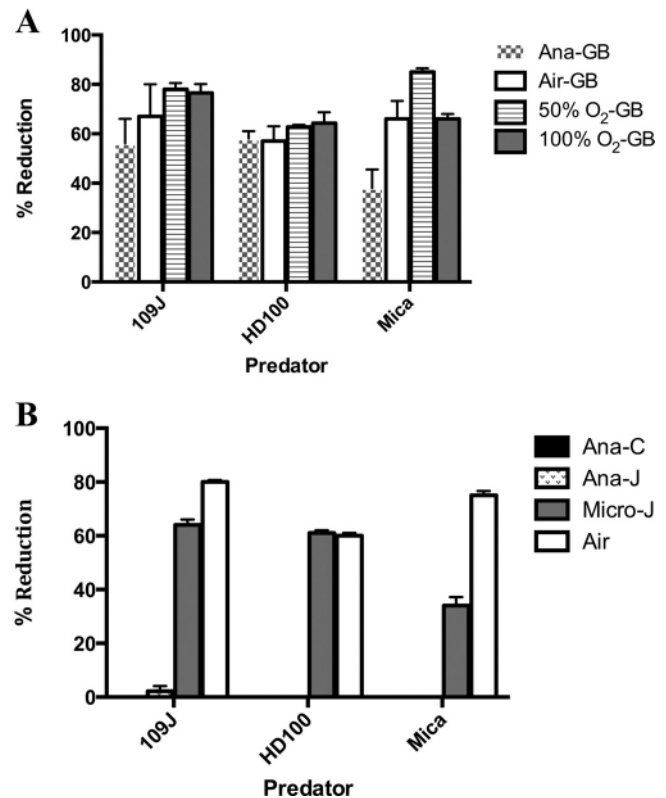 A
100
80
60
40
20
0
% Reduction
109J
HD100
Mica
Predator
Ana-GB
Air-GB
50% O₂-GB
100% O₂-GB
B
100
80
60
40
20
0
% Reduction
109J
HD100
Mica
Predator
Ana-C
Ana-J
Micro-J
Air